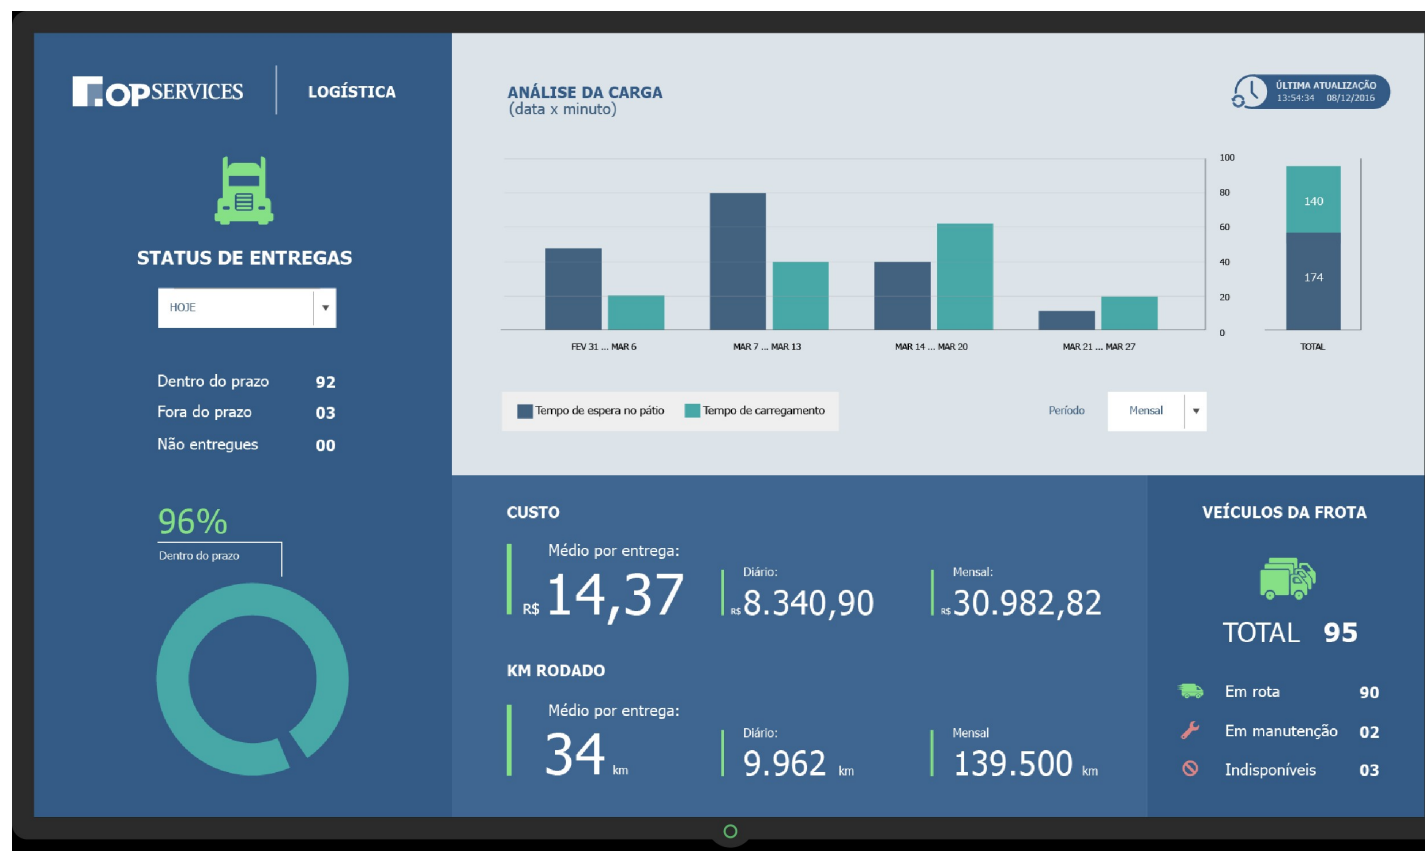 OPSERVICES
LOGÍSTICA
STATUS DE ENTREGAS
HOJE
Dentro do prazo 92
Fora do prazo 03
Não entregues 00
96%
Dentro do prazo
ANÁLISE DA CARGA
(data x minuto)
ÚLTIMA ATUALIZAÇÃO
13:54:34 08/12/2016
100
80
60
40
20
0
140
174
FEV 31 ... MAR 6
MAR 7 ... MAR 13
MAR 14 ... MAR 20
MAR 21 ... MAR 27
TOTAL
Tempo de espera no pátio
Tempo de carregamento
Período
Mensal
CUSTO
Médio por entrega:
R$ 14,37
Diário:
R$ 8.340,90
Mensal:
R$ 30.982,82
KM RODADO
Médio por entrega:
34 km
Diário:
9.962 km
Mensal
139.500 km
VEÍCULOS DA FROTA
TOTAL 95
Em rota 90
Em manutenção 02
Indisponíveis 03